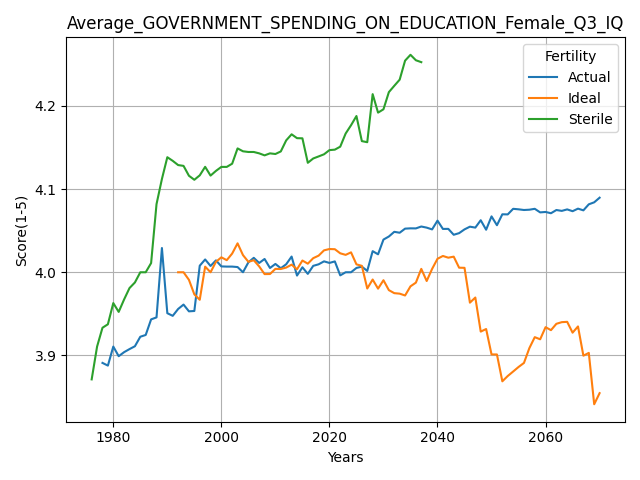 Average_GOVERNMENT_SPENDING_ON_EDUCATION_Female_Q3_IQ
Fertility
Actual
Ideal
Sterile
Score(1-5)
4.2
4.1
4.0
3.9
1980 2000 2020 2040 2060
Years